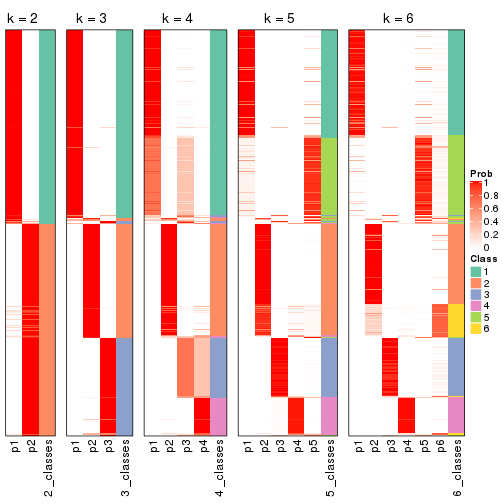 k = 2
k = 3
k = 4
k = 5
k = 6
p1
p2
2_classes
p1
p2
p3
3_classes
p1
p2
p3
p4
4_classes
p1
p2
p3
p4
p5
5_classes
p1
p2
p3
p4
p5
p6
6_classes
Prob
1
0.8
0.6
0.4
0.2
0
Class
1
2
3
4
5
6